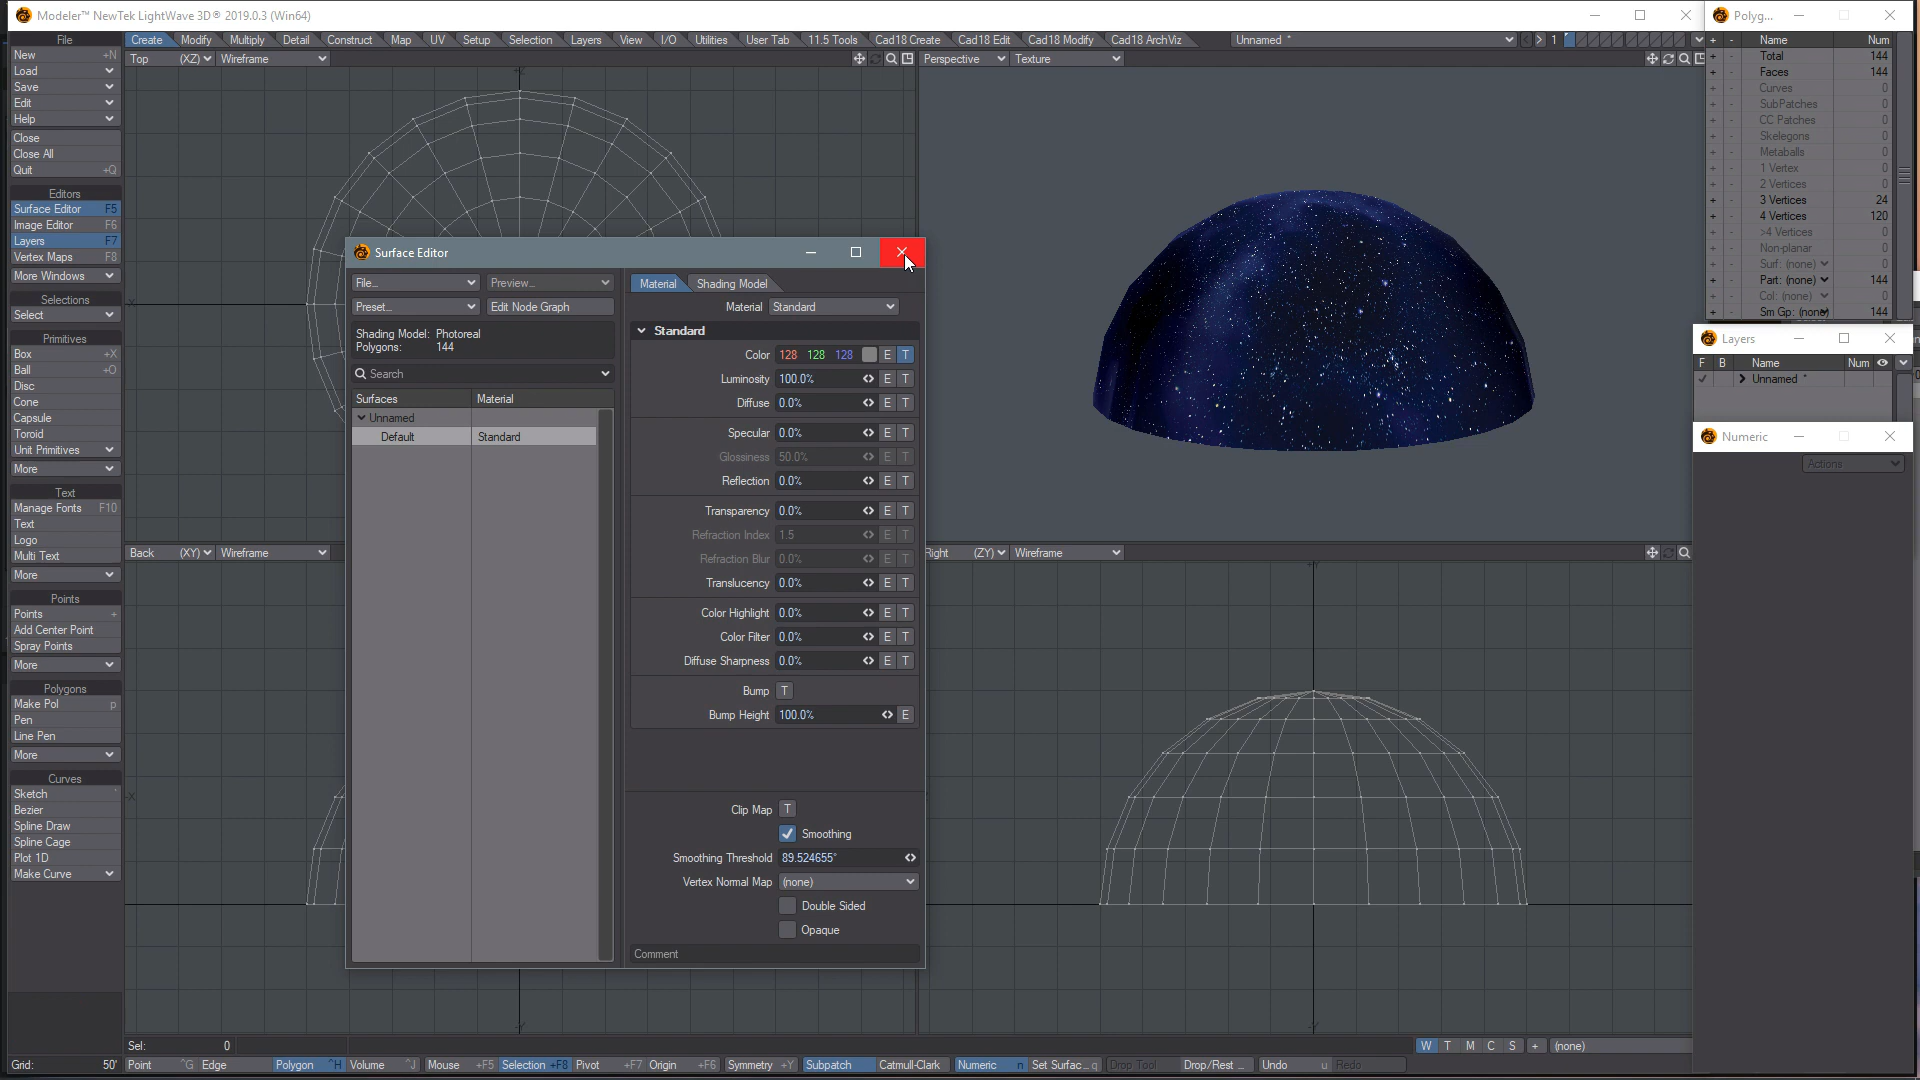 Modeler™ NewTek LightWave 3D® 2019.0.3 (Win64)
Polyg...
File
Create Modify Multiply Detail Construct Map UV Setup Selection Layers View I/O Utilities User Tab 11.5 Tools Cad18 Create Cad18 Edit Cad18 Modify Cad18 ArchViz Unnamed * 1
+ - Name Num
New +N
Load
Save
Edit
Help
Close
Close All
Quit +Q
Editors
Surface Editor F5
Image Editor F6
Layers F7
Vertex Maps F8
More Windows
Selections
Select
Primitives
Box +X
Ball +O
Disc
Cone
Capsule
Toroid
Unit Primitives
More
Text
Manage Fonts F10
Text
Logo
Multi Text
More
Points
Points +
Add Center Point
Spray Points
More
Polygons
Make Pol p
Pen
Line Pen
More
Curves
Sketch `
Bezier
Spline Draw
Spline Cage
Plot 1D
Make Curve
Top (XZ) Wireframe
Perspective Texture
Back (XY) Wireframe
Right (ZY) Wireframe
Surface Editor
File...
Preview...
Preset...
Edit Node Graph
Shading Model: Photoreal
Polygons: 144
Search
Surfaces Material
Unnamed
Default Standard
Material Shading Model
Material Standard
Standard
Color 128 128 128 E T
Luminosity 100.0% E T
Diffuse 0.0% E T
Specular 0.0% E T
Glossiness 50.0% E T
Reflection 0.0% E T
Transparency 0.0% E T
Refraction Index 1.5 E T
Refraction Blur 0.0% E T
Translucency 0.0% E T
Color Highlight 0.0% E T
Color Filter 0.0% E T
Diffuse Sharpness 0.0% E T
Bump T
Bump Height 100.0% E
Clip Map T
Smoothing
Smoothing Threshold 89.524655°
Vertex Normal Map (none)
Double Sided
Opaque
Comment
+ - Total 144
+ - Faces 144
+ - Curves 0
+ - SubPatches 0
+ - CC Patches 0
+ - Skelegons 0
+ - Metaballs 0
+ - 1 Vertex 0
+ - 2 Vertices 0
+ - 3 Vertices 24
+ - 4 Vertices 120
+ - >4 Vertices 0
+ - Non-planar 0
+ - Surf: (none) 0
+ - Part: (none) 144
+ - Col: (none) 0
+ - Sm Gp: (none) 144
Layers
F B Name Num
Unnamed *
Numeric
Actions
Sel: 0
W T M C S + (none)
Grid: 50' Point ^G Edge Polygon ^H Volume ^J Mouse +F5 Selection +F8 Pivot +F7 Origin +F6 Symmetry +Y Subpatch Catmull-Clark Numeric n Set Surfac... q Drop Tool Drop/Rest ... Undo u Redo